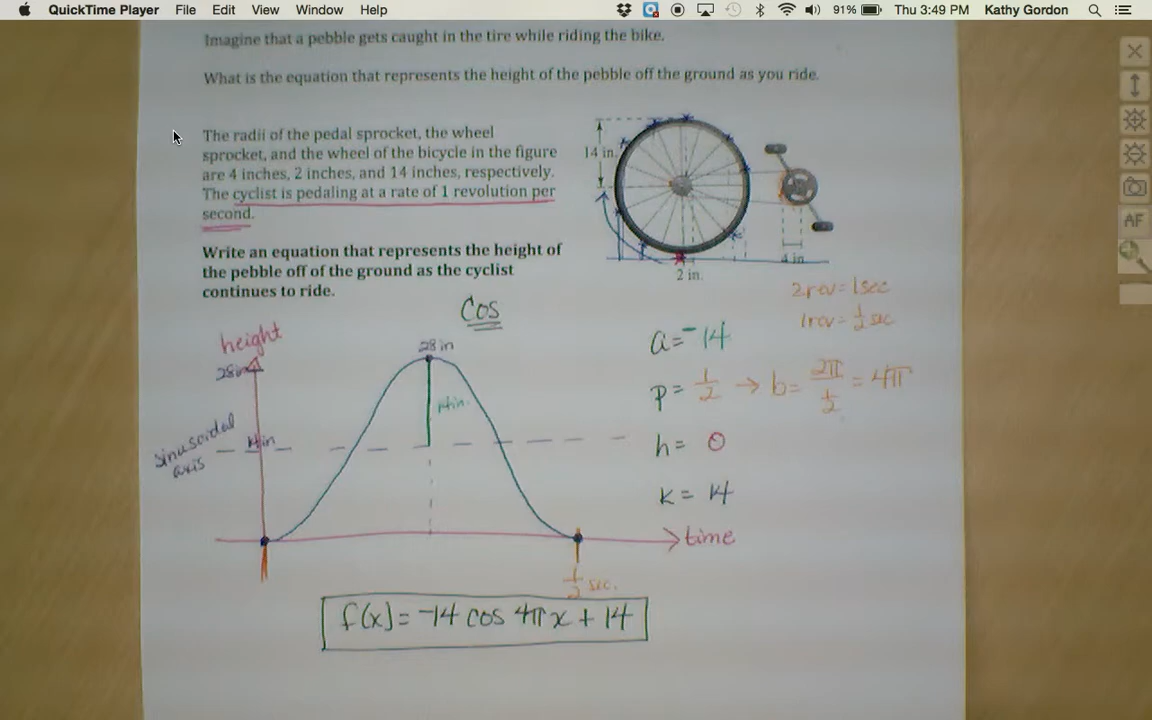 QuickTime Player File Edit View Window Help 91% Thu 3:49 PM Kathy Gordon
Imagine that a pebble gets caught in the tire while riding the bike.
What is the equation that represents the height of the pebble off the ground as you ride.
The radii of the pedal sprocket, the wheel
sprocket, and the wheel of the bicycle in the figure
are 4 inches, 2 inches, and 14 inches, respectively.
The cyclist is pedaling at a rate of 1 revolution per
second.
Write an equation that represents the height of
the pebble off of the ground as the cyclist
continues to ride.
14 in.
4 in
2 in.
2 rev = 1 sec
1 rev = 1/2 sec
Cos
height
28 in
28 in
14 in.
sinusoidal
axis
14 in
a = -14
p = 1/2 → b = 2π/(1/2) = 4π
h = 0
k = 14
time
1/2 sec.
f(x) = -14 cos 4πx + 14
AF